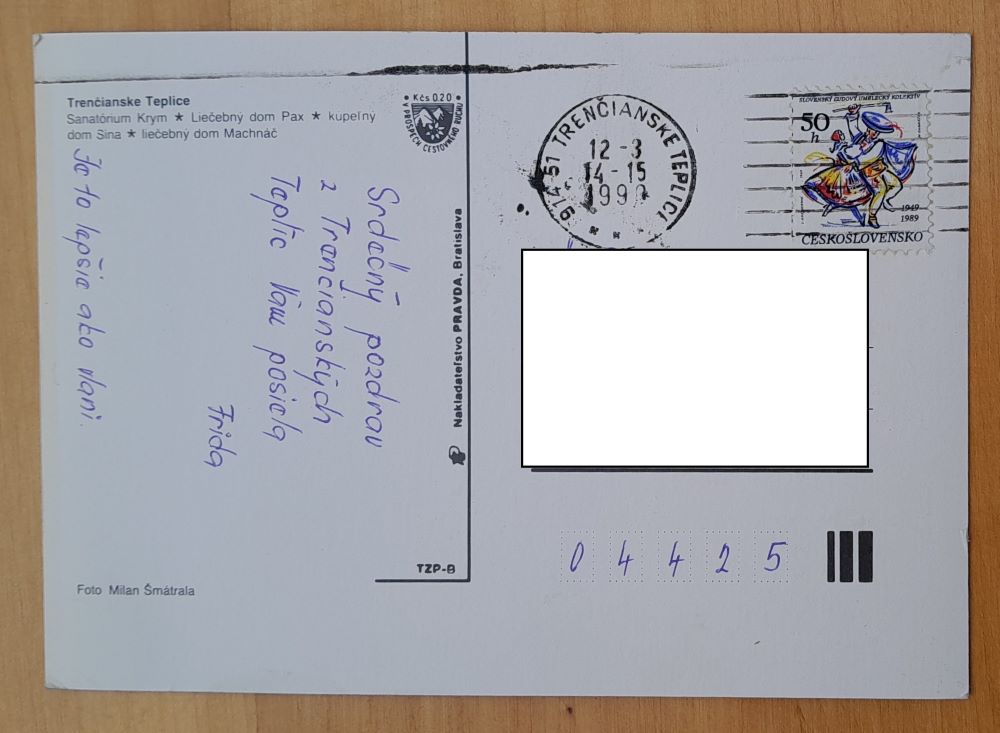 Trenčianske Teplice
Sanatórium Krym ★ Liečebný dom Pax ★ kupeľný
dom Sina ★ liečebný dom Machnáč
Kčs 0.20
V PROSPECH CESTOVNÉHO RUCHU
Srdečný pozdrav
z Trenčianských
Teplic Vám posiela
Frida
Je to lepšie ako vlani.
Foto Milan Šmátrala
Nakladateľstvo PRAVDA, Bratislava
TZP-B
914 51 TRENČIANSKE TEPLICE
12 -3
14 - 15
SLOVENSKÝ ĽUDOVÝ UMELECKÝ KOLEKTÍV
50 h
1949
1989
ČESKOSLOVENSKO
0 4 4 2 5